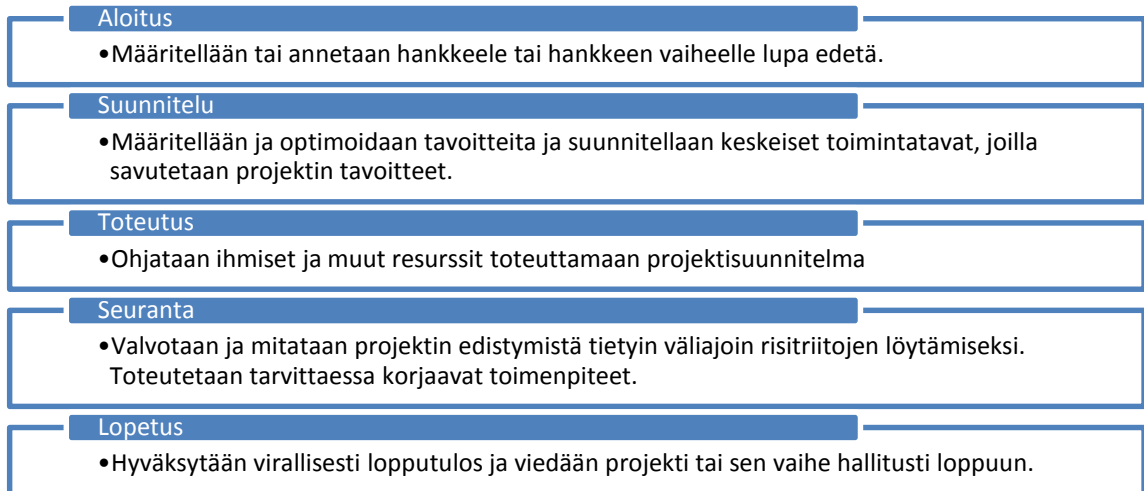 Aloitus
•Määritellään tai annetaan hankkeele tai hankkeen vaiheelle lupa edetä.
Suunnitelu
•Määritellään ja optimoidaan tavoitteita ja suunnitellaan keskeiset toimintatavat, joilla
savutetaan projektin tavoitteet.
Toteutus
•Ohjataan ihmiset ja muut resurssit toteuttamaan projektisuunnitelma
Seuranta
•Valvotaan ja mitataan projektin edistymistä tietyin väliajoin risitriitojen löytämiseksi.
Toteutetaan tarvittaessa korjaavat toimenpiteet.
Lopetus
•Hyväksytään virallisesti lopputulos ja viedään projekti tai sen vaihe hallitusti loppuun.